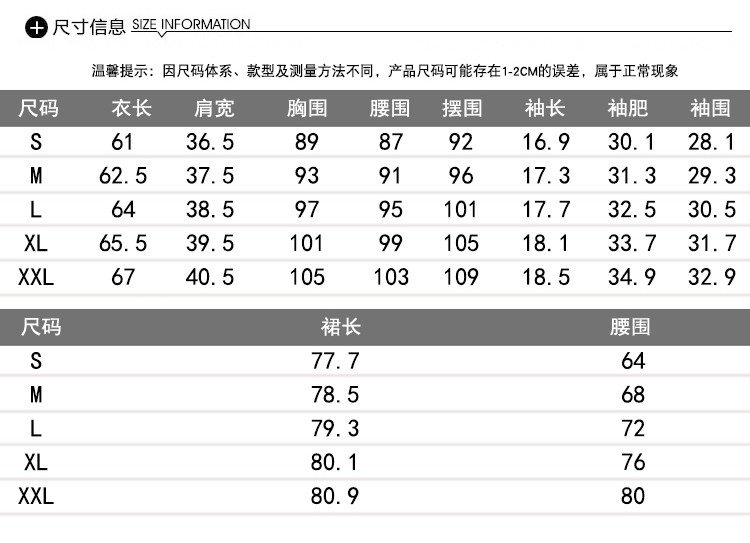 尺寸信息 SIZE INFORMATION
温馨提示：因尺码体系、款型及测量方法不同，产品尺码可能存在1-2CM的误差，属于正常现象
尺码 衣长 肩宽 胸围 腰围 摆围 袖长 袖肥 袖围
S 61 36.5 89 87 92 16.9 30.1 28.1
M 62.5 37.5 93 91 96 17.3 31.3 29.3
L 64 38.5 97 95 101 17.7 32.5 30.5
XL 65.5 39.5 101 99 105 18.1 33.7 31.7
XXL 67 40.5 105 103 109 18.5 34.9 32.9
尺码 裙长 腰围
S 77.7 64
M 78.5 68
L 79.3 72
XL 80.1 76
XXL 80.9 80